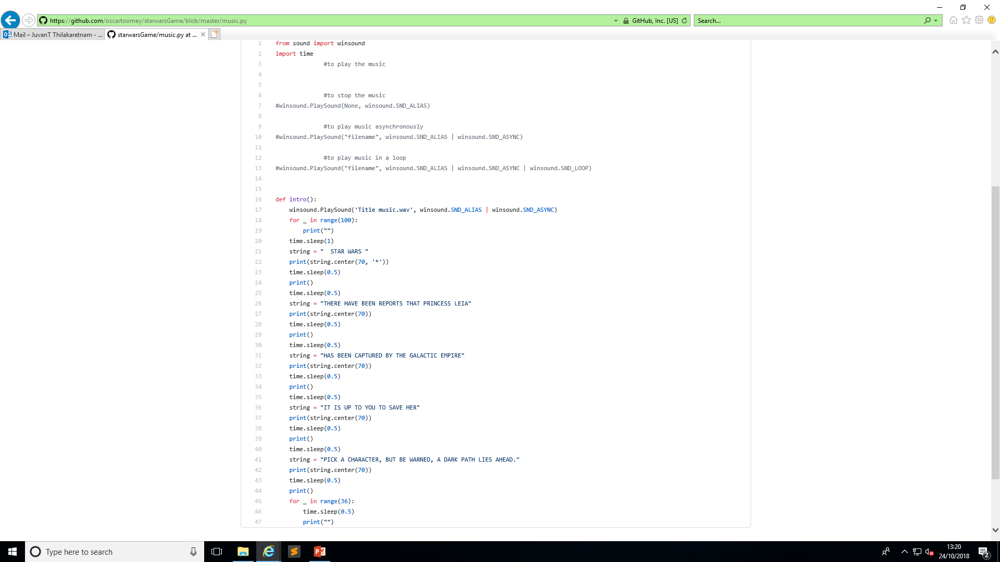 https://github.com/oscartoomey/starwarsGame/blob/master/music.py
GitHub, Inc. [US]
Search...
Mail – JuvanT Thilakaretnam - ...
starwarsGame/music.py at ...
1 from sound import winsound
2 import time
3 #to play the music
4
5
6 #to stop the music
7 #winsound.PlaySound(None, winsound.SND_ALIAS)
8
9 #to play music asynchronously
10 #winsound.PlaySound("filename", winsound.SND_ALIAS | winsound.SND_ASYNC)
11
12 #to play music in a loop
13 #winsound.PlaySound("filename", winsound.SND_ALIAS | winsound.SND_ASYNC | winsound.SND_LOOP)
14
15
16 def intro():
17 winsound.PlaySound('Title music.wav', winsound.SND_ALIAS | winsound.SND_ASYNC)
18 for _ in range(100):
19 print("")
20 time.sleep(1)
21 string = "  STAR WARS "
22 print(string.center(70, '*'))
23 time.sleep(0.5)
24 print()
25 time.sleep(0.5)
26 string = "THERE HAVE BEEN REPORTS THAT PRINCESS LEIA"
27 print(string.center(70))
28 time.sleep(0.5)
29 print()
30 time.sleep(0.5)
31 string = "HAS BEEN CAPTURED BY THE GALACTIC EMPIRE"
32 print(string.center(70))
33 time.sleep(0.5)
34 print()
35 time.sleep(0.5)
36 string = "IT IS UP TO YOU TO SAVE HER"
37 print(string.center(70))
38 time.sleep(0.5)
39 print()
40 time.sleep(0.5)
41 string = "PICK A CHARACTER, BUT BE WARNED, A DARK PATH LIES AHEAD."
42 print(string.center(70))
43 time.sleep(0.5)
44 print()
45 for _ in range(36):
46 time.sleep(0.5)
47 print("")
Type here to search
13:20
24/10/2018
2